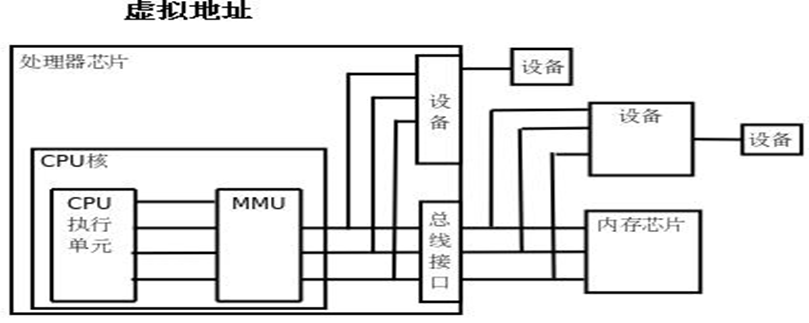 虚拟地址
处理器芯片
设备
设
备
设备
设备
CPU核
CPU
执行
单元
MMU
总
线
接
口
内存芯片